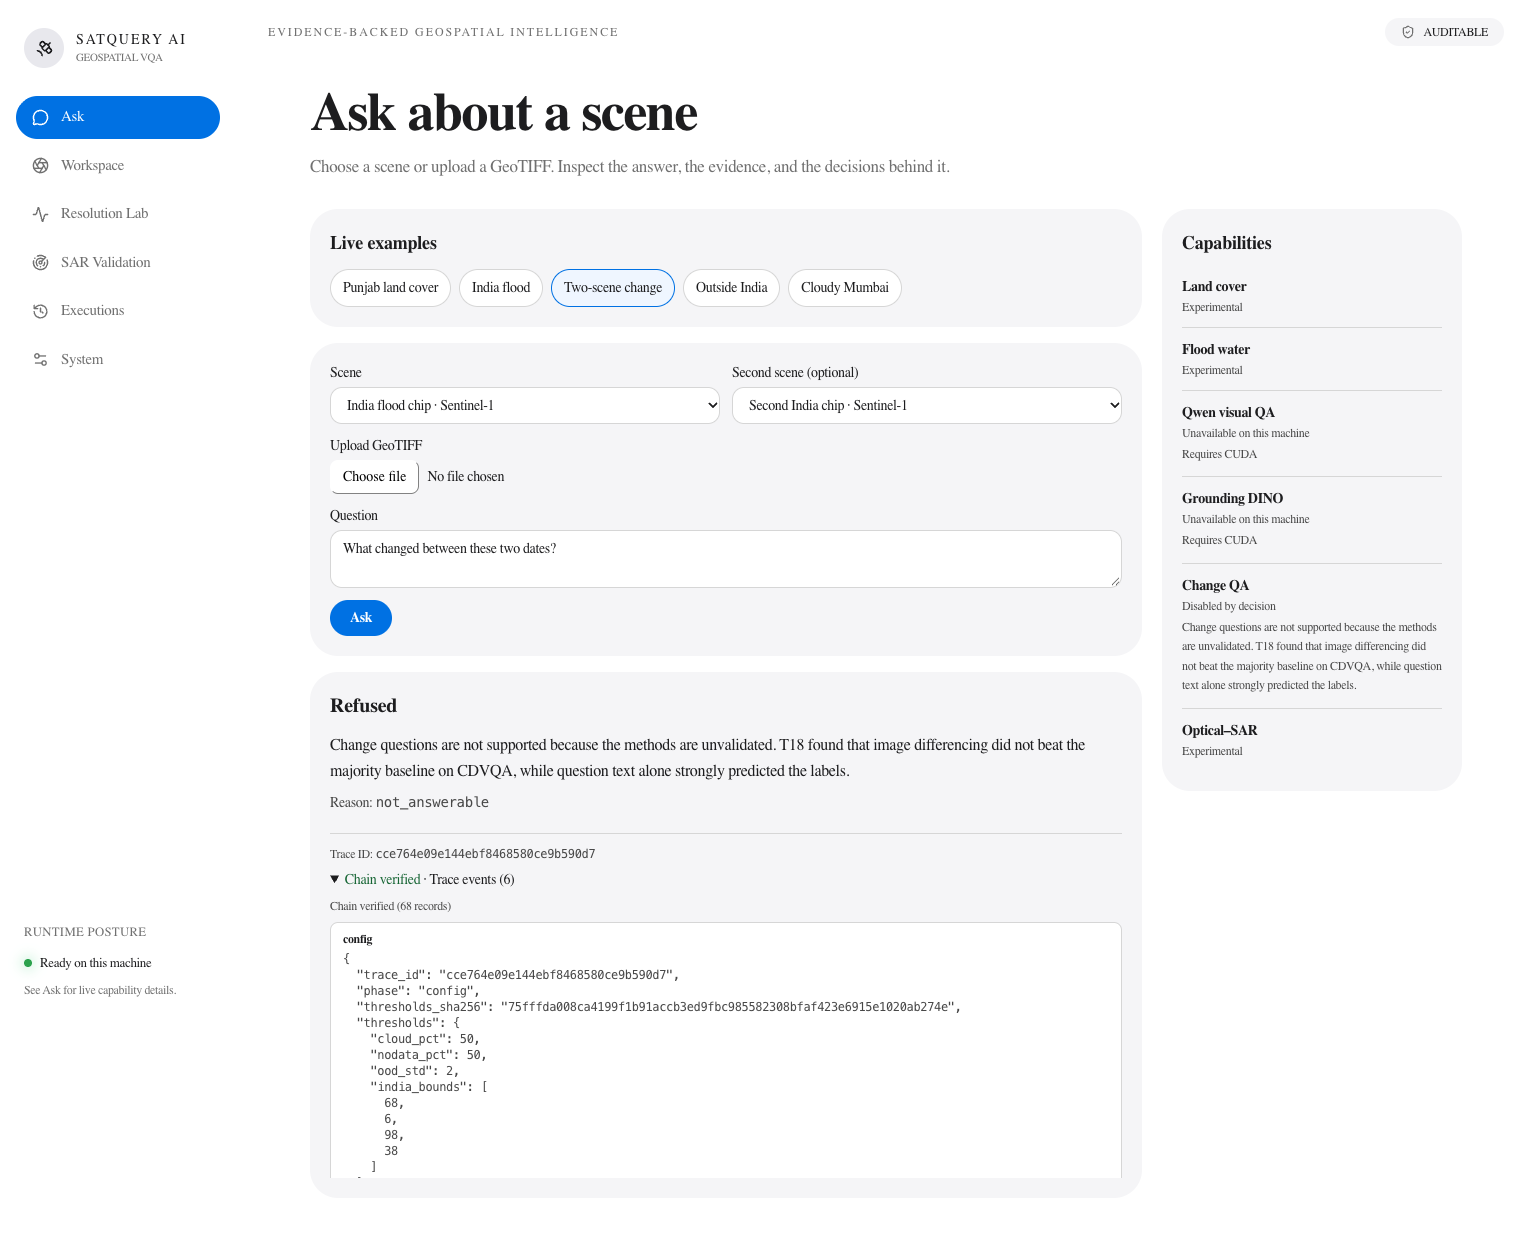 SATQUERY AI
GEOSPATIAL VQA
Ask
Workspace
Resolution Lab
SAR Validation
Executions
System
RUNTIME POSTURE
Ready on this machine
See Ask for live capability details.
EVIDENCE-BACKED GEOSPATIAL INTELLIGENCE
AUDITABLE
Ask about a scene
Choose a scene or upload a GeoTIFF. Inspect the answer, the evidence, and the decisions behind it.
Live examples
Punjab land cover
India flood
Two-scene change
Outside India
Cloudy Mumbai
Scene
India flood chip · Sentinel-1
Second scene (optional)
Second India chip · Sentinel-1
Upload GeoTIFF
Choose file No file chosen
Question
What changed between these two dates?
Ask
Refused
Change questions are not supported because the methods are unvalidated. T18 found that image differencing did not beat the
majority baseline on CDVQA, while question text alone strongly predicted the labels.
Reason: not_answerable
Trace ID: cce764e09e144ebf8468580ce9b590d7
▼ Chain verified · Trace events (6)
Chain verified (68 records)
config
{
"trace_id": "cce764e09e144ebf8468580ce9b590d7",
"phase": "config",
"thresholds_sha256": "75fffda008ca4199f1b91accb3ed9fbc985582308bfaf423e6915e1020ab274e",
"thresholds": {
"cloud_pct": 50,
"nodata_pct": 50,
"ood_std": 2,
"india_bounds": [
68,
6,
98,
38
]
Capabilities
Land cover
Experimental
Flood water
Experimental
Qwen visual QA
Unavailable on this machine
Requires CUDA
Grounding DINO
Unavailable on this machine
Requires CUDA
Change QA
Disabled by decision
Change questions are not supported because the methods
are unvalidated. T18 found that image differencing did
not beat the majority baseline on CDVQA, while question
text alone strongly predicted the labels.
Optical–SAR
Experimental